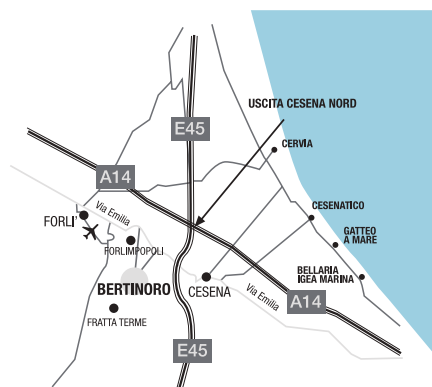 USCITA CESENA NORD
E45
CERVIA
A14
Via Emilia
CESENATICO
FORLI'
FORLIMPOPOLI
GATTEO
A MARE
BERTINORO
CESENA
BELLARIA
IGEA MARINA
Via Emilia
A14
FRATTA TERME
E45